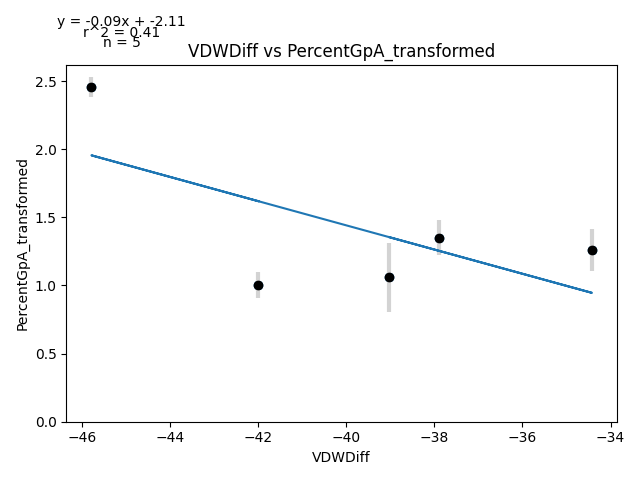 y = -0.09x + -2.11
r^2 = 0.41
n = 5
VDWDiff vs PercentGpA_transformed
PercentGpA_transformed
2.5
2.0
1.5
1.0
0.5
0.0
−46 −44 −42 −40 −38 −36 −34
VDWDiff